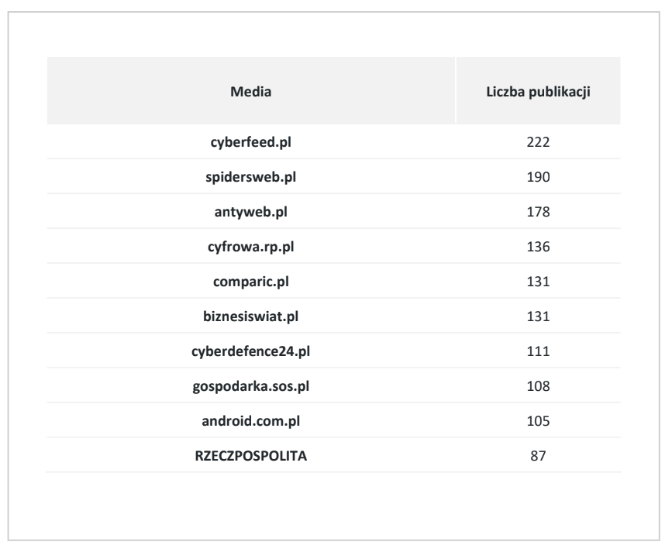 Media Liczba publikacji
cyberfeed.pl 222
spidersweb.pl 190
antyweb.pl 178
cyfrowa.rp.pl 136
comparic.pl 131
biznesiswiat.pl 131
cyberdefence24.pl 111
gospodarka.sos.pl 108
android.com.pl 105
RZECZPOSPOLITA 87